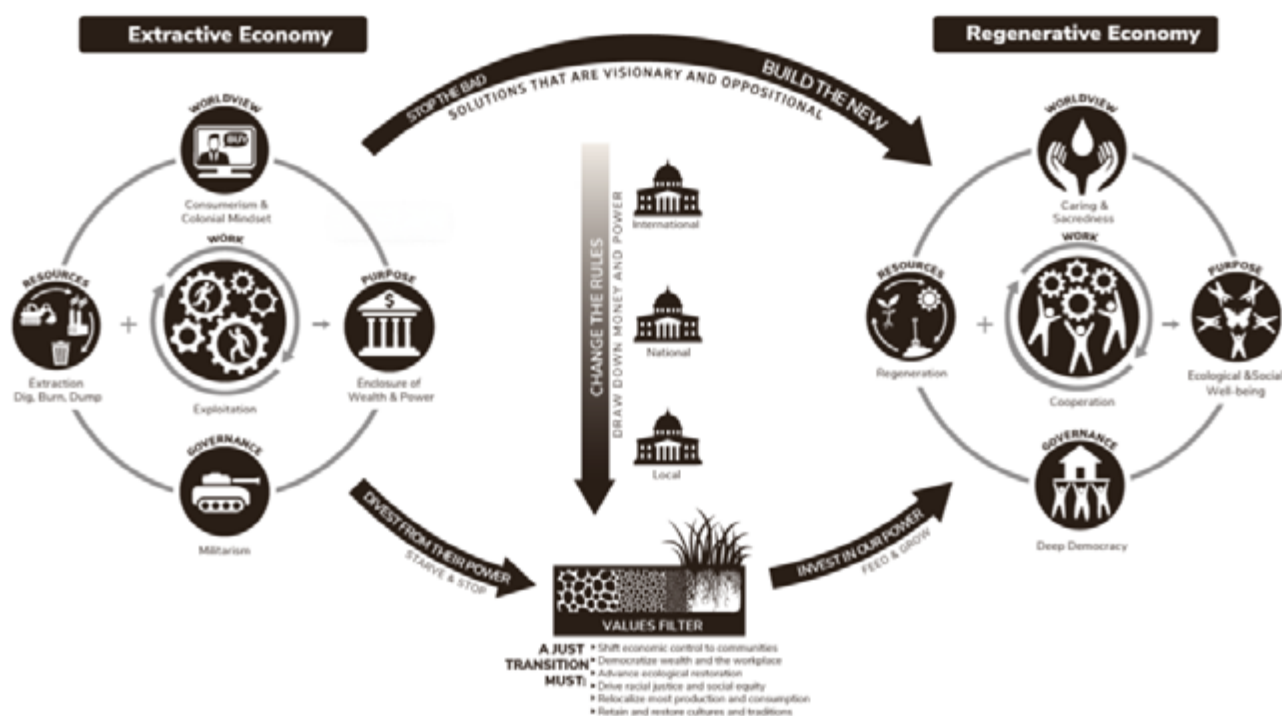 Extractive Economy
Regenerative Economy
STOP THE BAD
BUILD THE NEW
SOLUTIONS THAT ARE VISIONARY AND OPPOSITIONAL
WORLDVIEW
BUY
Consumerism &
Colonial Mindset
WORK
RESOURCES
PURPOSE
$
Extraction
Dig, Burn, Dump
Exploitation
Enclosure of
Wealth & Power
GOVERNANCE
Militarism
CHANGE THE RULES
DRAW DOWN MONEY AND POWER
International
National
Local
WORLDVIEW
Caring &
Sacredness
WORK
RESOURCES
PURPOSE
Regeneration
Cooperation
Ecological &Social
Well-being
GOVERNANCE
Deep Democracy
DIVEST FROM THEIR POWER
STARVE & STOP
INVEST IN OUR POWER
FEED & GROW
VALUES FILTER
A JUST
TRANSITION
MUST:
Shift economic control to communities
Democratize wealth and the workplace
Advance ecological restoration
Drive racial justice and social equity
Relocalize most production and consumption
Retain and restore cultures and traditions